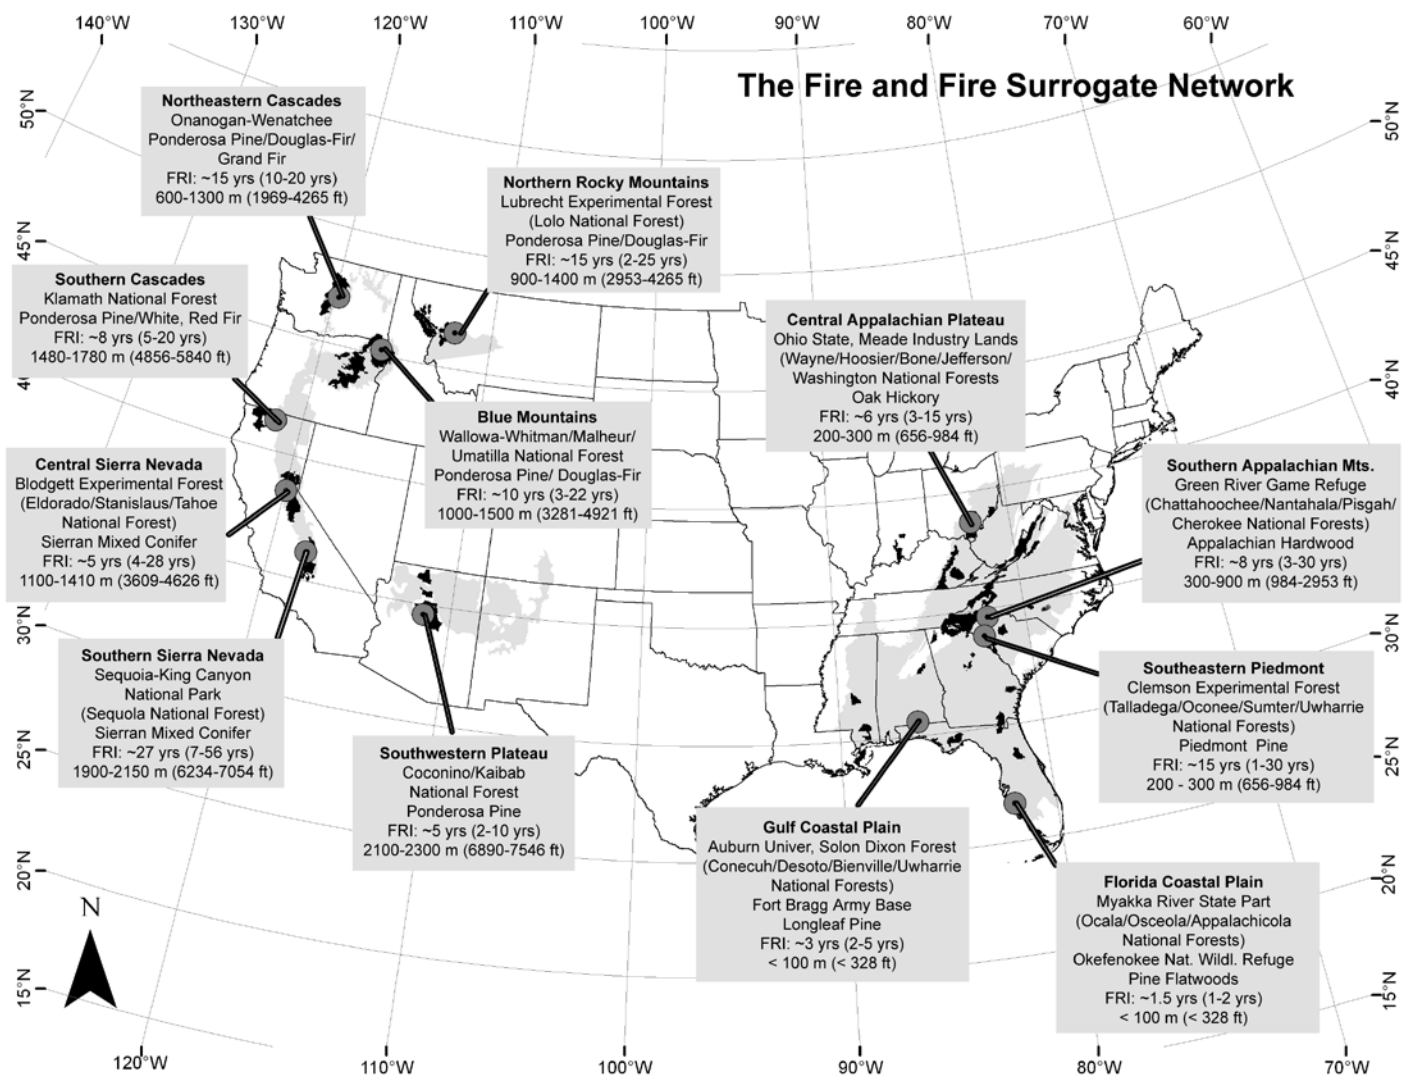 140°W 130°W 120°W 110°W 100°W 90°W 80°W 70°W 60°W
The Fire and Fire Surrogate Network
50°N
45°N
30°N
25°N
20°N
15°N
Northeastern Cascades
Onanogan-Wenatchee
Ponderosa Pine/Douglas-Fir/
Grand Fir
FRI: ~15 yrs (10-20 yrs)
600-1300 m (1969-4265 ft)
Northern Rocky Mountains
Lubrecht Experimental Forest
(Lolo National Forest)
Ponderosa Pine/Douglas-Fir
FRI: ~15 yrs (2-25 yrs)
900-1400 m (2953-4265 ft)
Southern Cascades
Klamath National Forest
Ponderosa Pine/White, Red Fir
FRI: ~8 yrs (5-20 yrs)
1480-1780 m (4856-5840 ft)
Central Appalachian Plateau
Ohio State, Meade Industry Lands
(Wayne/Hoosier/Bone/Jefferson/
Washington National Forests
Oak Hickory
FRI: ~6 yrs (3-15 yrs)
200-300 m (656-984 ft)
Blue Mountains
Wallowa-Whitman/Malheur/
Umatilla National Forest
Ponderosa Pine/ Douglas-Fir
FRI: ~10 yrs (3-22 yrs)
1000-1500 m (3281-4921 ft)
Central Sierra Nevada
Blodgett Experimental Forest
(Eldorado/Stanislaus/Tahoe
National Forest)
Sierran Mixed Conifer
FRI: ~5 yrs (4-28 yrs)
1100-1410 m (3609-4626 ft)
Southern Appalachian Mts.
Green River Game Refuge
(Chattahoochee/Nantahala/Pisgah/
Cherokee National Forests)
Appalachian Hardwood
FRI: ~8 yrs (3-30 yrs)
300-900 m (984-2953 ft)
Southern Sierra Nevada
Sequoia-King Canyon
National Park
(Sequola National Forest)
Sierran Mixed Conifer
FRI: ~27 yrs (7-56 yrs)
1900-2150 m (6234-7054 ft)
Southeastern Piedmont
Clemson Experimental Forest
(Talladega/Oconee/Sumter/Uwharrie
National Forests)
Piedmont Pine
FRI: ~15 yrs (1-30 yrs)
200 - 300 m (656-984 ft)
Southwestern Plateau
Coconino/Kaibab
National Forest
Ponderosa Pine
FRI: ~5 yrs (2-10 yrs)
2100-2300 m (6890-7546 ft)
Gulf Coastal Plain
Auburn Univer, Solon Dixon Forest
(Conecuh/Desoto/Bienville/Uwharrie
National Forests)
Fort Bragg Army Base
Longleaf Pine
FRI: ~3 yrs (2-5 yrs)
< 100 m (< 328 ft)
Florida Coastal Plain
Myakka River State Part
(Ocala/Osceola/Appalachicola
National Forests)
Okefenokee Nat. Wildl. Refuge
Pine Flatwoods
FRI: ~1.5 yrs (1-2 yrs)
< 100 m (< 328 ft)
N
50°N
45°N
40°N
30°N
25°N
20°N
15°N
120°W 110°W 100°W 90°W 80°W 70°W